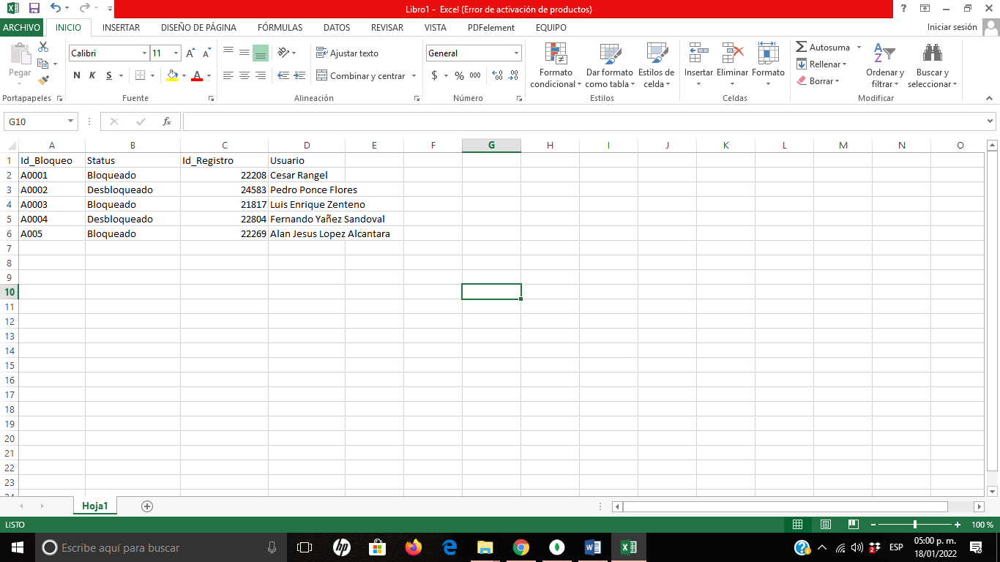 Libro1 - Excel (Error de activación de productos)
ARCHIVO INICIO INSERTAR DISEÑO DE PÁGINA FÓRMULAS DATOS REVISAR VISTA PDFelement EQUIPO Iniciar sesión
Pegar
Portapapeles
Calibri 11
N K S
Fuente
Ajustar texto
Combinar y centrar
Alineación
General
$ % 000
Número
Formato condicional
Dar formato como tabla
Estilos de celda
Estilos
Insertar Eliminar Formato
Celdas
Autosuma
Rellenar
Borrar
Ordenar y filtrar
Buscar y seleccionar
Modificar
G10
fx
A B C D E F G H I J K L M N O
1 Id_Bloqueo Status Id_Registro Usuario
2 A0001 Bloqueado 22208 Cesar Rangel
3 A0002 Desbloqueado 24583 Pedro Ponce Flores
4 A0003 Bloqueado 21817 Luis Enrique Zenteno
5 A0004 Desbloqueado 22804 Fernando Yañez Sandoval
6 A005 Bloqueado 22269 Alan Jesus Lopez Alcantara
7
8
9
10
11
12
13
14
15
16
17
18
19
20
21
22
23
Hoja1
LISTO
100 %
Escribe aquí para buscar
ESP
05:00 p. m.
18/01/2022